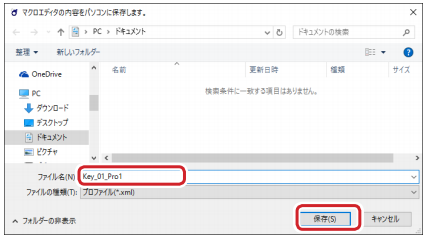 マクロエディタの内容をパソコンに保存します。
PC › ドキュメント
ドキュメントの検索
整理 新しいフォルダー
OneDrive
PC
ダウンロード
デスクトップ
ドキュメント
ピクチャ
名前 更新日時 種類 サイズ
検索条件に一致する項目はありません。
ファイル名(N): Key_01_Pro1
ファイルの種類(T): プロファイル(*.xml)
フォルダーの非表示
保存(S) キャンセル